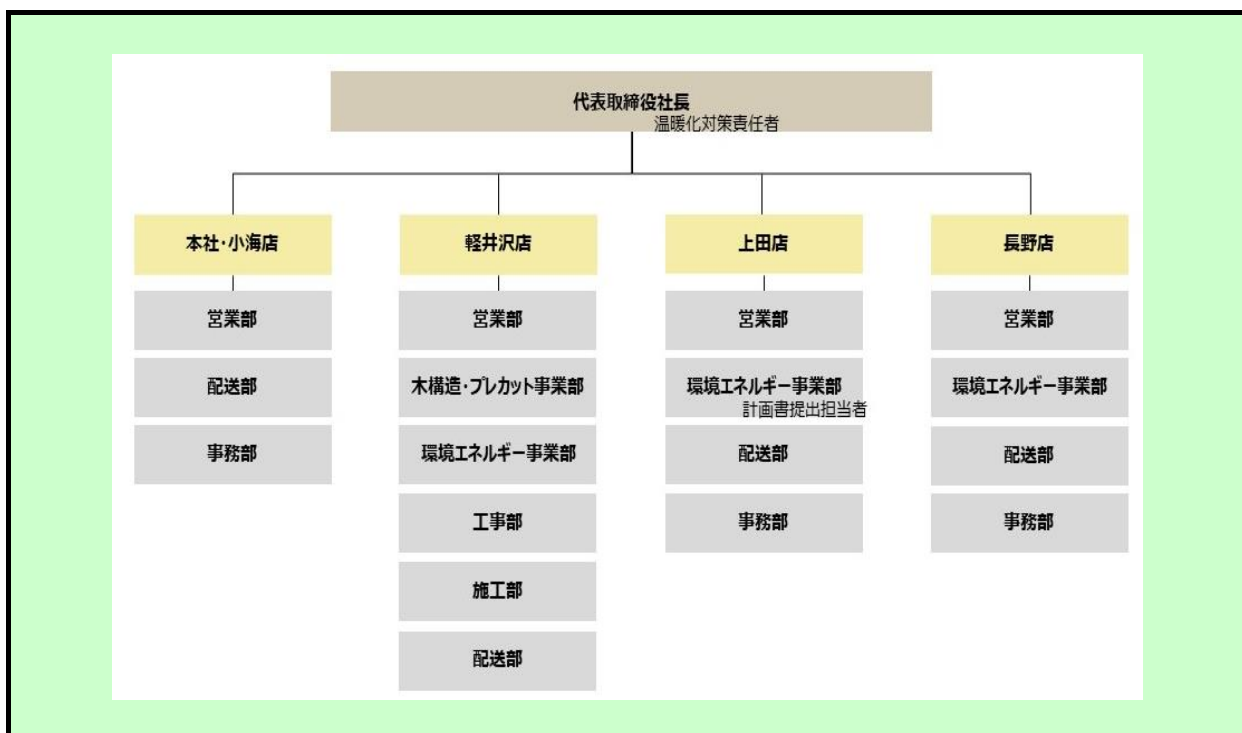 代表取締役社長
温暖化対策責任者
本社・小海店
営業部
配送部
事務部
軽井沢店
営業部
木構造・プレカット事業部
環境エネルギー事業部
工事部
施工部
配送部
上田店
営業部
環境エネルギー事業部
計画書提出担当者
配送部
事務部
長野店
営業部
環境エネルギー事業部
配送部
事務部